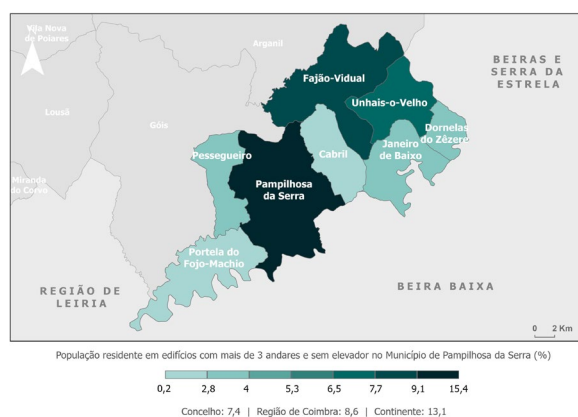 Vila Nova
de Poiares
Arganil
BEIRAS E
SERRA DA
ESTRELA
Fajão-Vidual
Lousã
Unhais-o-Velho
Góis
Dornelas
do Zêzere
Pessegueiro
Cabril
Janeiro
de Baixo
Miranda
do Corvo
Pampilhosa
da Serra
Portela do
Fojo-Machio
REGIÃO DE
LEIRIA
BEIRA BAIXA
0 2 Km
População residente em edifícios com mais de 3 andares e sem elevador no Município de Pampilhosa da Serra (%)
0,2 2,8 4 5,3 6,5 7,7 9,1 15,4
Concelho: 7,4 | Região de Coimbra: 8,6 | Continente: 13,1